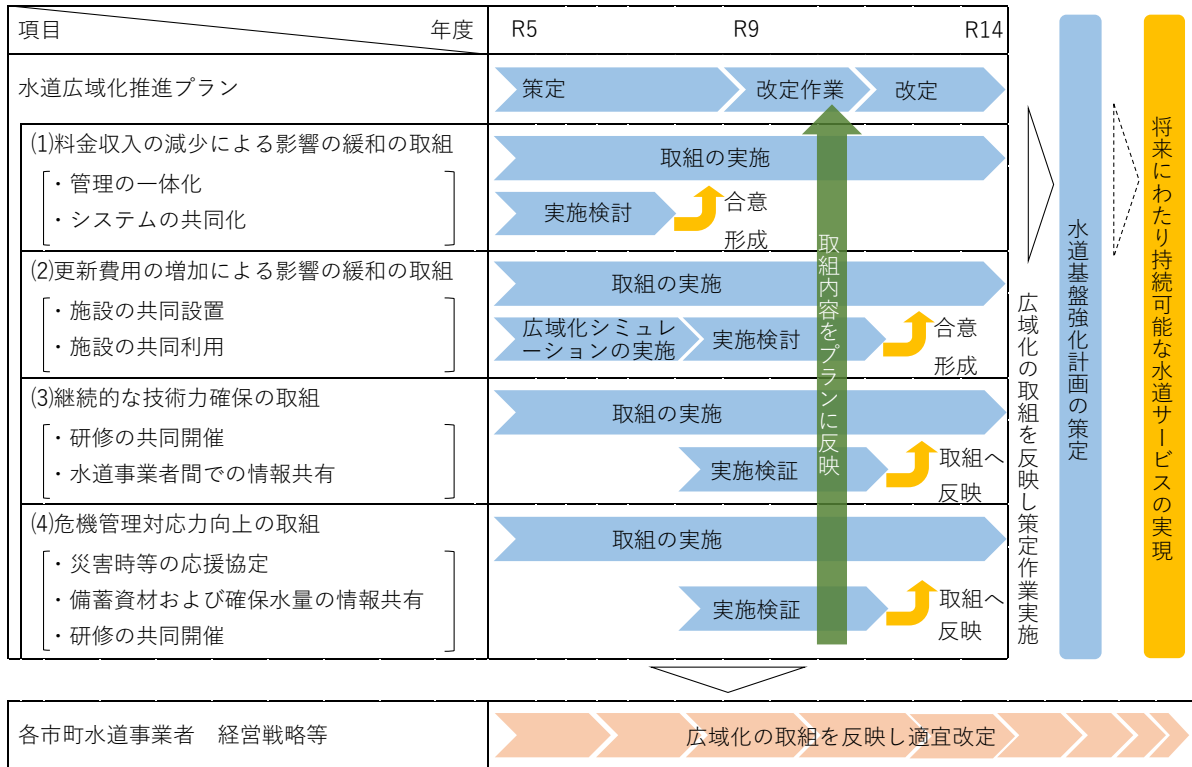 項目 年度 R5 R9 R14
水道広域化推進プラン
策定 改定作業 改定
⑴料金収入の減少による影響の緩和の取組
・管理の一体化
・システムの共同化
取組の実施
実施検討
合意
形成
⑵更新費用の増加による影響の緩和の取組
・施設の共同設置
・施設の共同利用
取組の実施
広域化シミュレ
ーションの実施
実施検討
合意
形成
⑶継続的な技術力確保の取組
・研修の共同開催
・水道事業者間での情報共有
取組の実施
実施検証
取組へ
反映
⑷危機管理対応力向上の取組
・災害時等の応援協定
・備蓄資材および確保水量の情報共有
・研修の共同開催
取組の実施
実施検証
取組へ
反映
取組内容をプランに反映
広域化の取組を反映し策定作業実施
水道基盤強化計画の策定
将来にわたり持続可能な水道サービスの実現
各市町水道事業者 経営戦略等
広域化の取組を反映し適宜改定